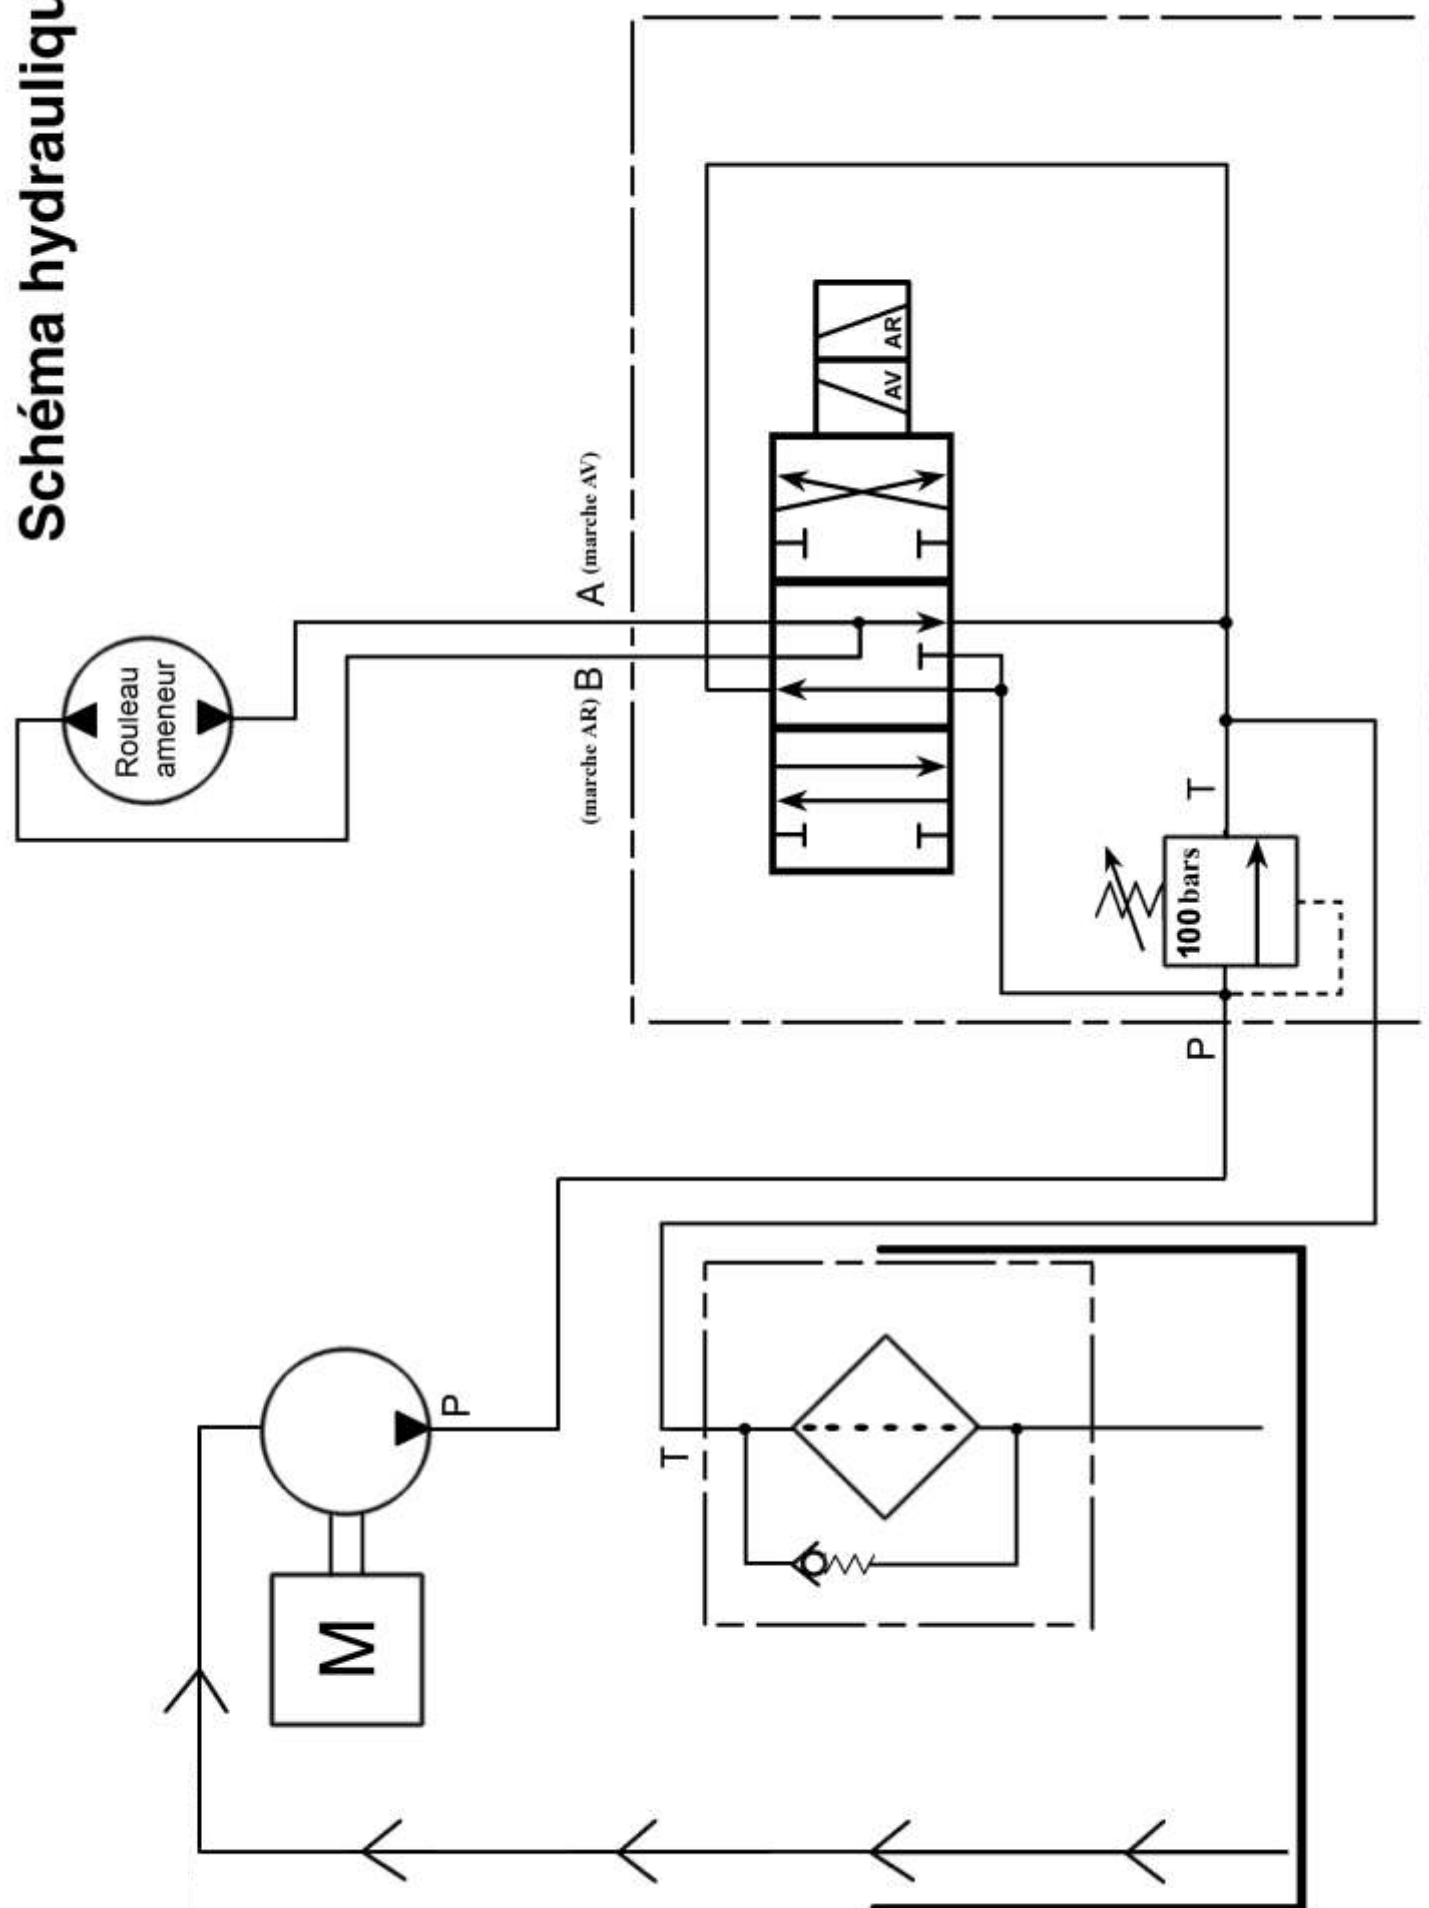 Schéma hydrauliqu
Rouleau
ameneur
A (marche AV)
(marche AR) B
AV
AR
T
100 bars
P
P
T
M